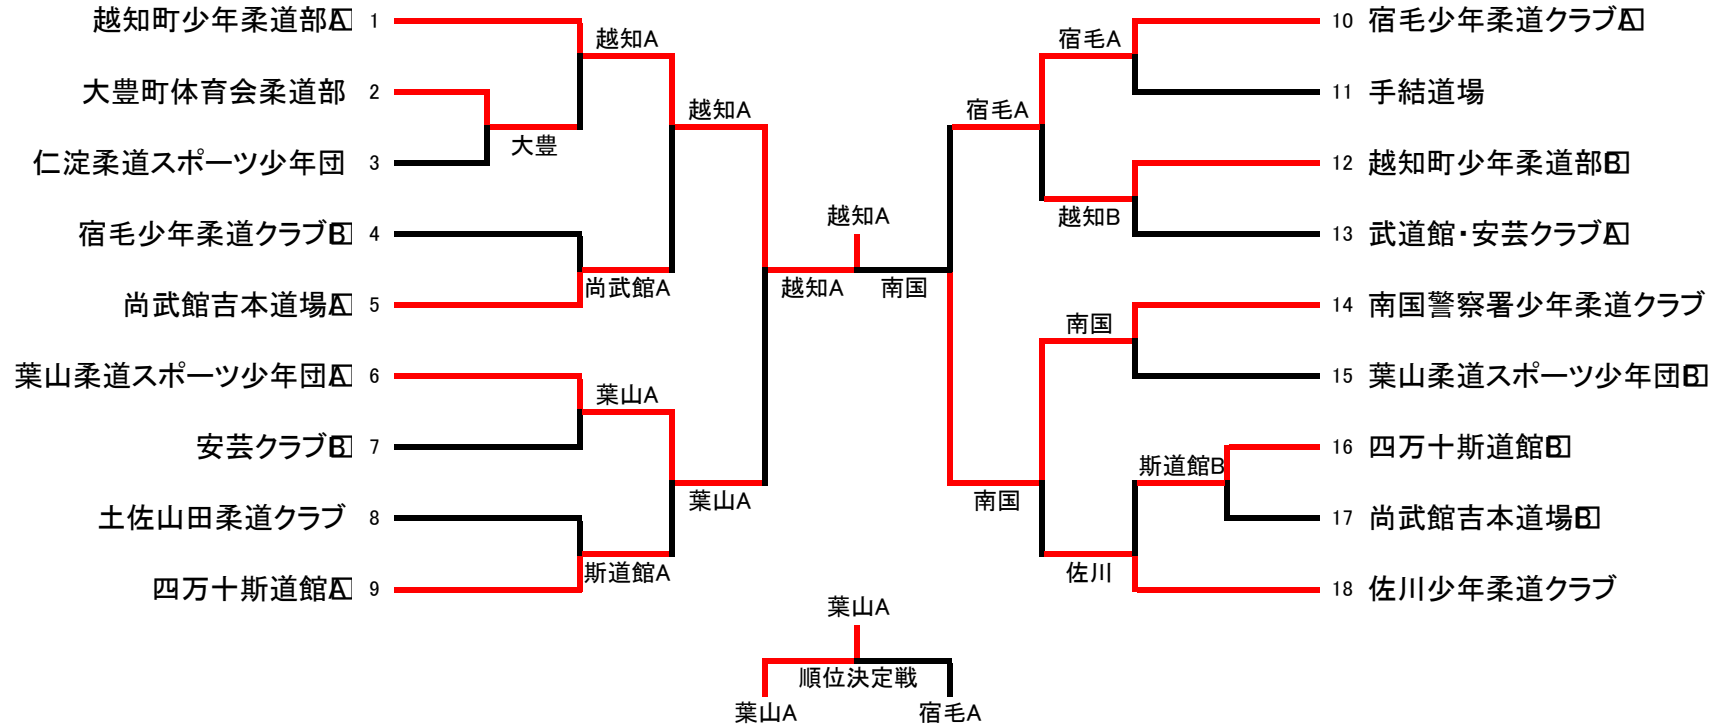 越知町少年柔道部A 1
大豊町体育会柔道部 2
仁淀柔道スポーツ少年団 3
宿毛少年柔道クラブB 4
尚武館吉本道場A 5
葉山柔道スポーツ少年団A 6
安芸クラブB 7
土佐山田柔道クラブ 8
四万十斯道館A 9
越知A
大豊
尚武館A
葉山A
斯道館A
越知A
葉山A
越知A
越知A
南国
宿毛A
南国
宿毛A
越知B
南国
佐川
斯道館B
10 宿毛少年柔道クラブA
11 手結道場
12 越知町少年柔道部B
13 武道館・安芸クラブA
14 南国警察署少年柔道クラブ
15 葉山柔道スポーツ少年団B
16 四万十斯道館B
17 尚武館吉本道場B
18 佐川少年柔道クラブ
葉山A
順位決定戦
葉山A
宿毛A